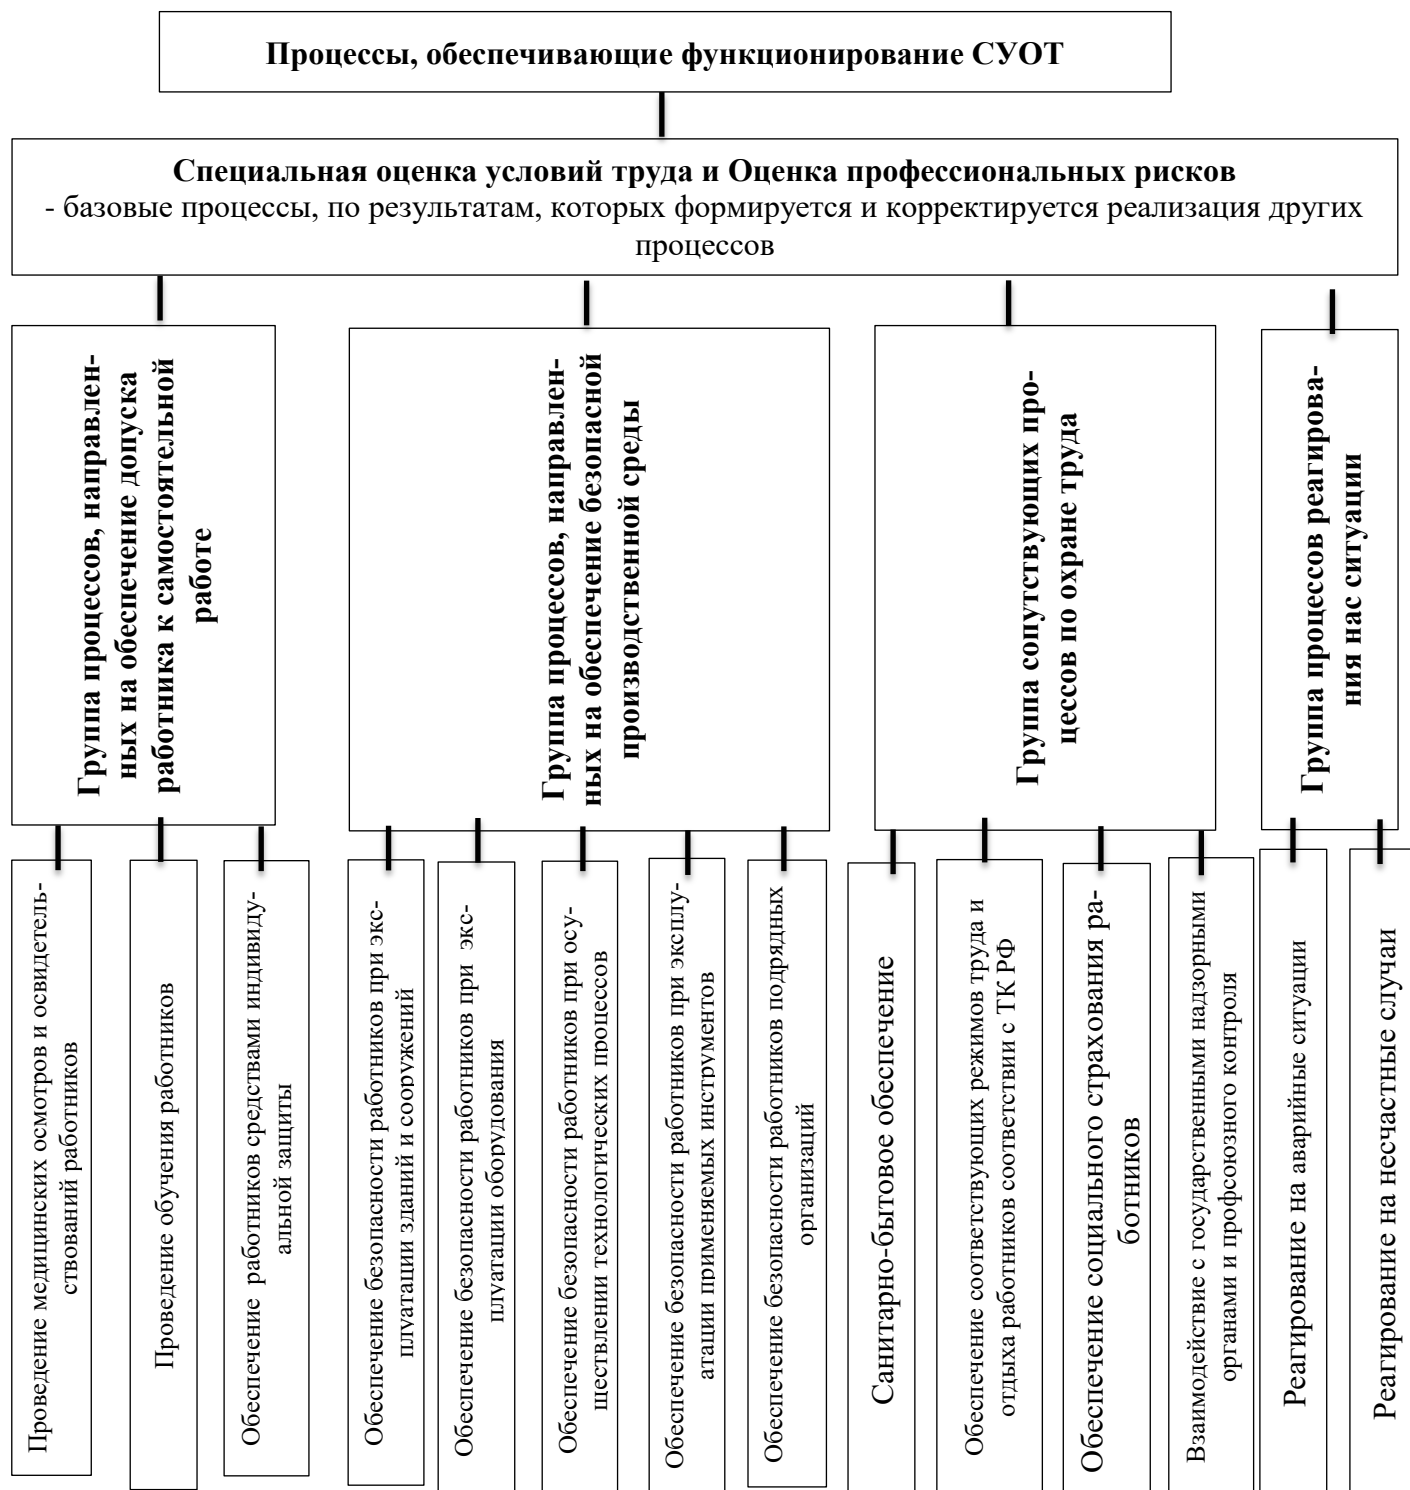 Процессы, обеспечивающие функционирование СУОТ
Специальная оценка условий труда и Оценка профессиональных рисков
- базовые процессы, по результатам, которых формируется и корректируется реализация других
процессов
Группа процессов, направлен-
ных на обеспечение допуска
работника к самостоятельной
работе
Группа процессов, направлен-
ных на обеспечение безопасной
производственной среды
Группа сопутствующих про-
цессов по охране труда
Группа процессов реагирова-
ния нас ситуации
Проведение медицинских осмотров и освидетель-
ствований работников
Проведение обучения работников
Обеспечение работников средствами индивиду-
альной защиты
Обеспечение безопасности работников при экс-
плуатации зданий и сооружений
Обеспечение безопасности работников при экс-
плуатации оборудования
Обеспечение безопасности работников при осу-
ществлении технологических процессов
Обеспечение безопасности работников при эксплу-
атации применяемых инструментов
Обеспечение безопасности работников подрядных
организаций
Санитарно-бытовое обеспечение
Обеспечение соответствующих режимов труда и
отдыха работников соответствии с ТК РФ
Обеспечение социального страхования ра-
ботников
Взаимодействие с государственными надзорными
органами и профсоюзного контроля
Реагирование на аварийные ситуации
Реагирование на несчастные случаи